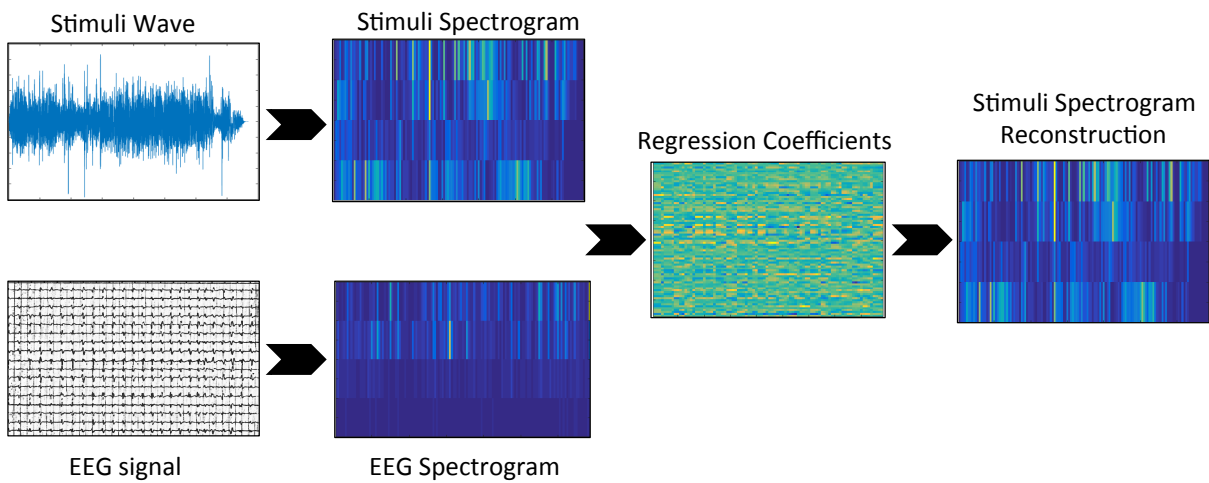 Stimuli Wave
Stimuli Spectrogram
Regression Coefficients
Stimuli Spectrogram
Reconstruction
EEG signal
EEG Spectrogram